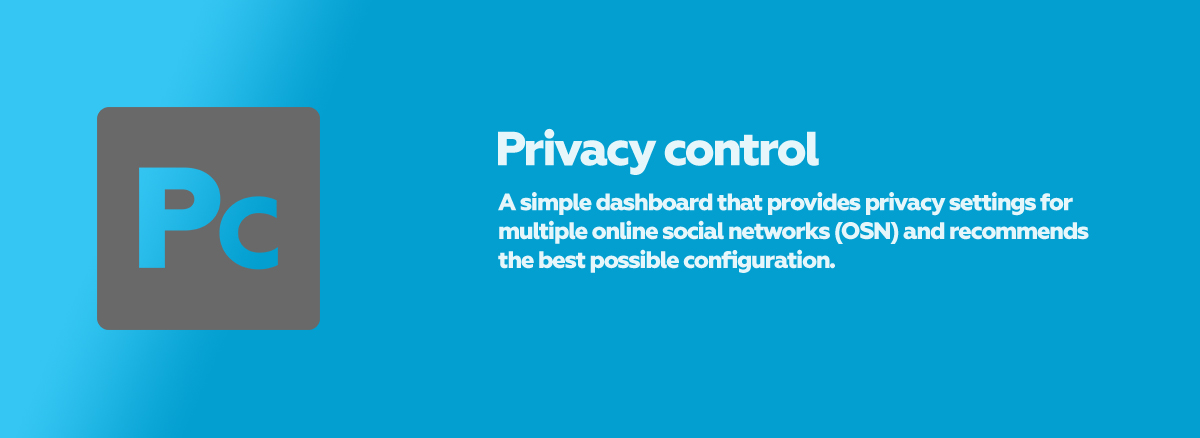 Pc
Privacy control
A simple dashboard that provides privacy settings for
multiple online social networks (OSN) and recommends
the best possible configuration.